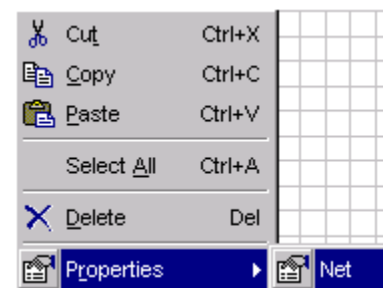 Cut Ctrl+X
Copy Ctrl+C
Paste Ctrl+V
Select All Ctrl+A
Delete Del
Properties Net